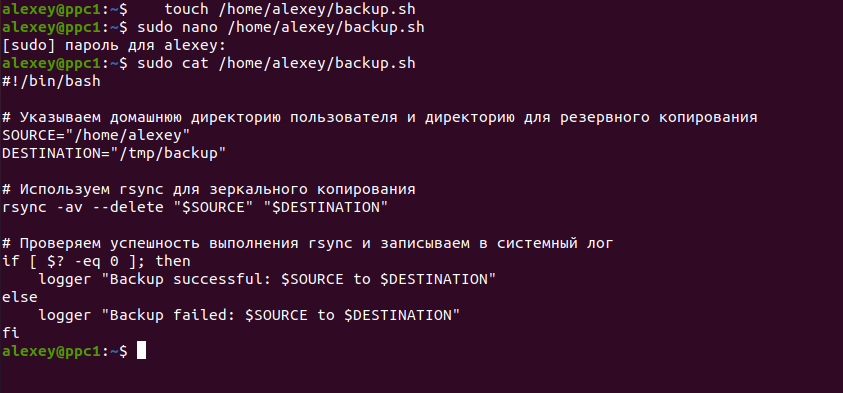 alexey@ppc1:~$    touch /home/alexey/backup.sh
alexey@ppc1:~$ sudo nano /home/alexey/backup.sh
[sudo] пароль для alexey:
alexey@ppc1:~$ sudo cat /home/alexey/backup.sh
#!/bin/bash

# Указываем домашнюю директорию пользователя и директорию для резервного копирования
SOURCE="/home/alexey"
DESTINATION="/tmp/backup"

# Используем rsync для зеркального копирования
rsync -av --delete "$SOURCE" "$DESTINATION"

# Проверяем успешность выполнения rsync и записываем в системный лог
if [ $? -eq 0 ]; then
    logger "Backup successful: $SOURCE to $DESTINATION"
else
    logger "Backup failed: $SOURCE to $DESTINATION"
fi
alexey@ppc1:~$